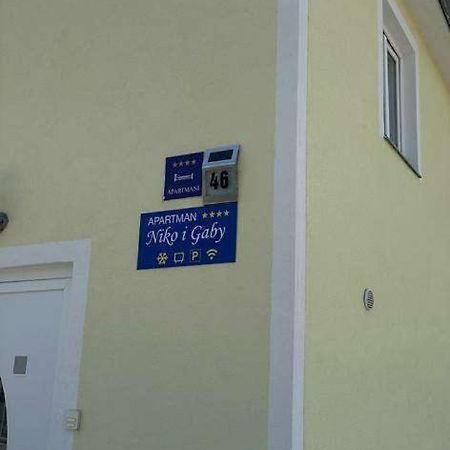 ★★★★
APARTMANI
46
APARTMAN ★★★★
Niko i Gaby
P